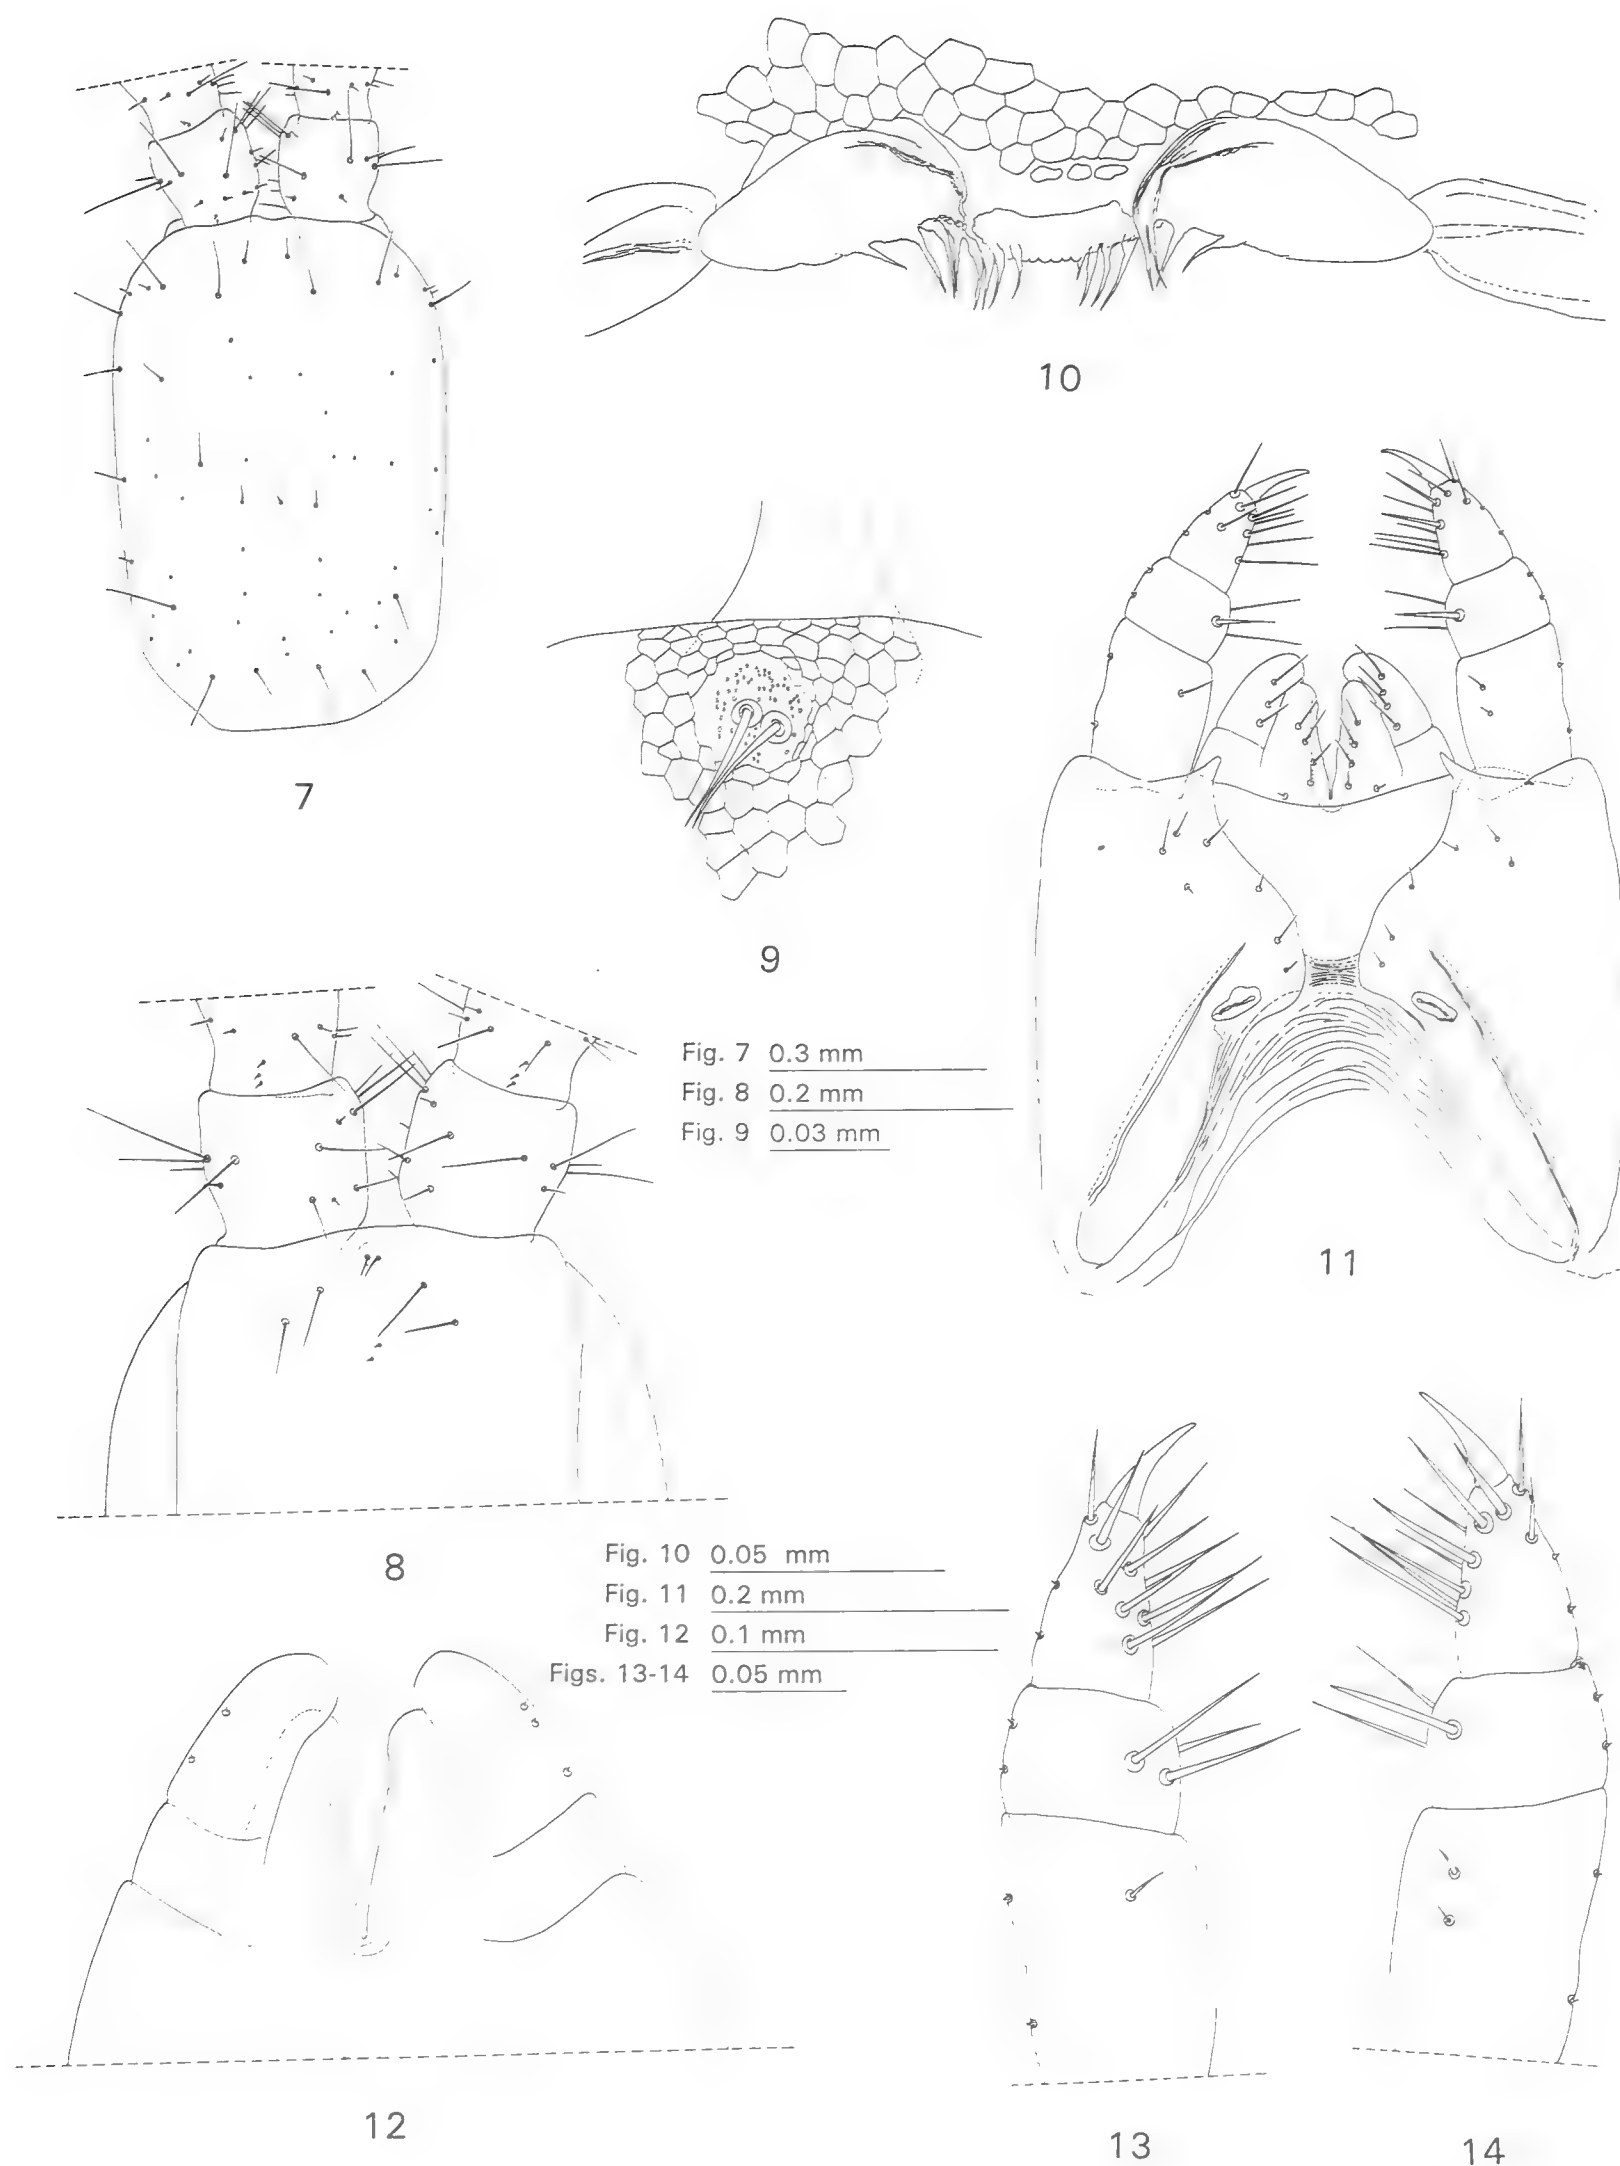 10
7
9
Fig. 7 0.3 mm
Fig. 8 0.2 mm
Fig. 9 0.03 mm
11
8
Fig. 10 0.05 mm
Fig. 11 0.2 mm
Fig. 12 0.1 mm
Figs. 13-14 0.05 mm
12
13
14